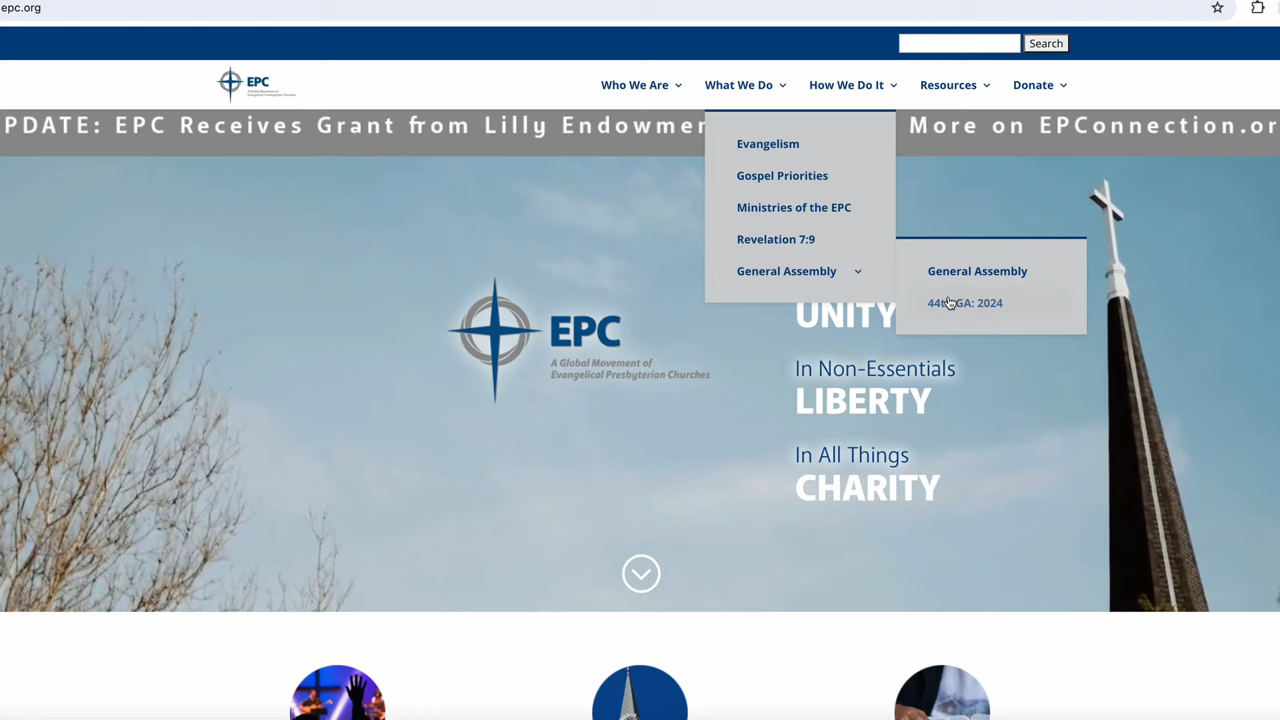 epc.org
Search
EPC
Who We Are
What We Do
How We Do It
Resources
Donate
PDATE: EPC Receives Grant from Lilly Endowmen
More on EPConnection.or
Evangelism
Gospel Priorities
Ministries of the EPC
Revelation 7:9
General Assembly
General Assembly
GA: 2024
EPC
A Global Movement of
Evangelical Presbyterian Churches
UNITY
In Non-Essentials
LIBERTY
In All Things
CHARITY